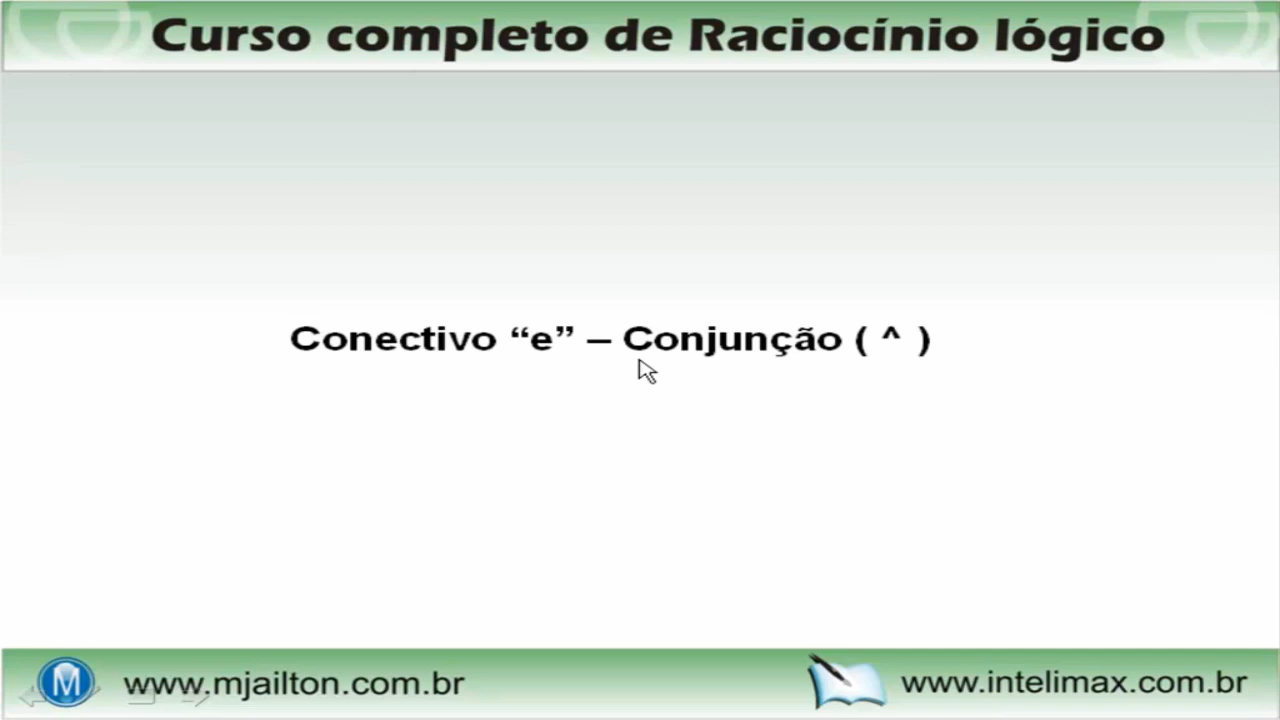 Curso completo de Raciocínio lógico
Conectivo “e” – Conjunção ( ^ )
M www.mjailton.com.br
www.intelimax.com.br